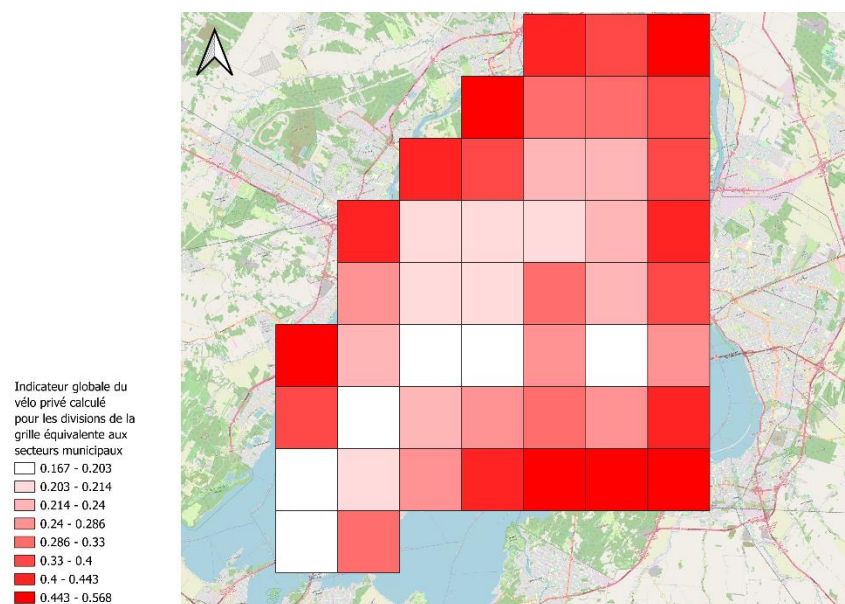 Indicateur globale du
vélo privé calculé
pour les divisions de la
grille équivalente aux
secteurs municipaux
0.167 - 0.203
0.203 - 0.214
0.214 - 0.24
0.24 - 0.286
0.286 - 0.33
0.33 - 0.4
0.4 - 0.443
0.443 - 0.568